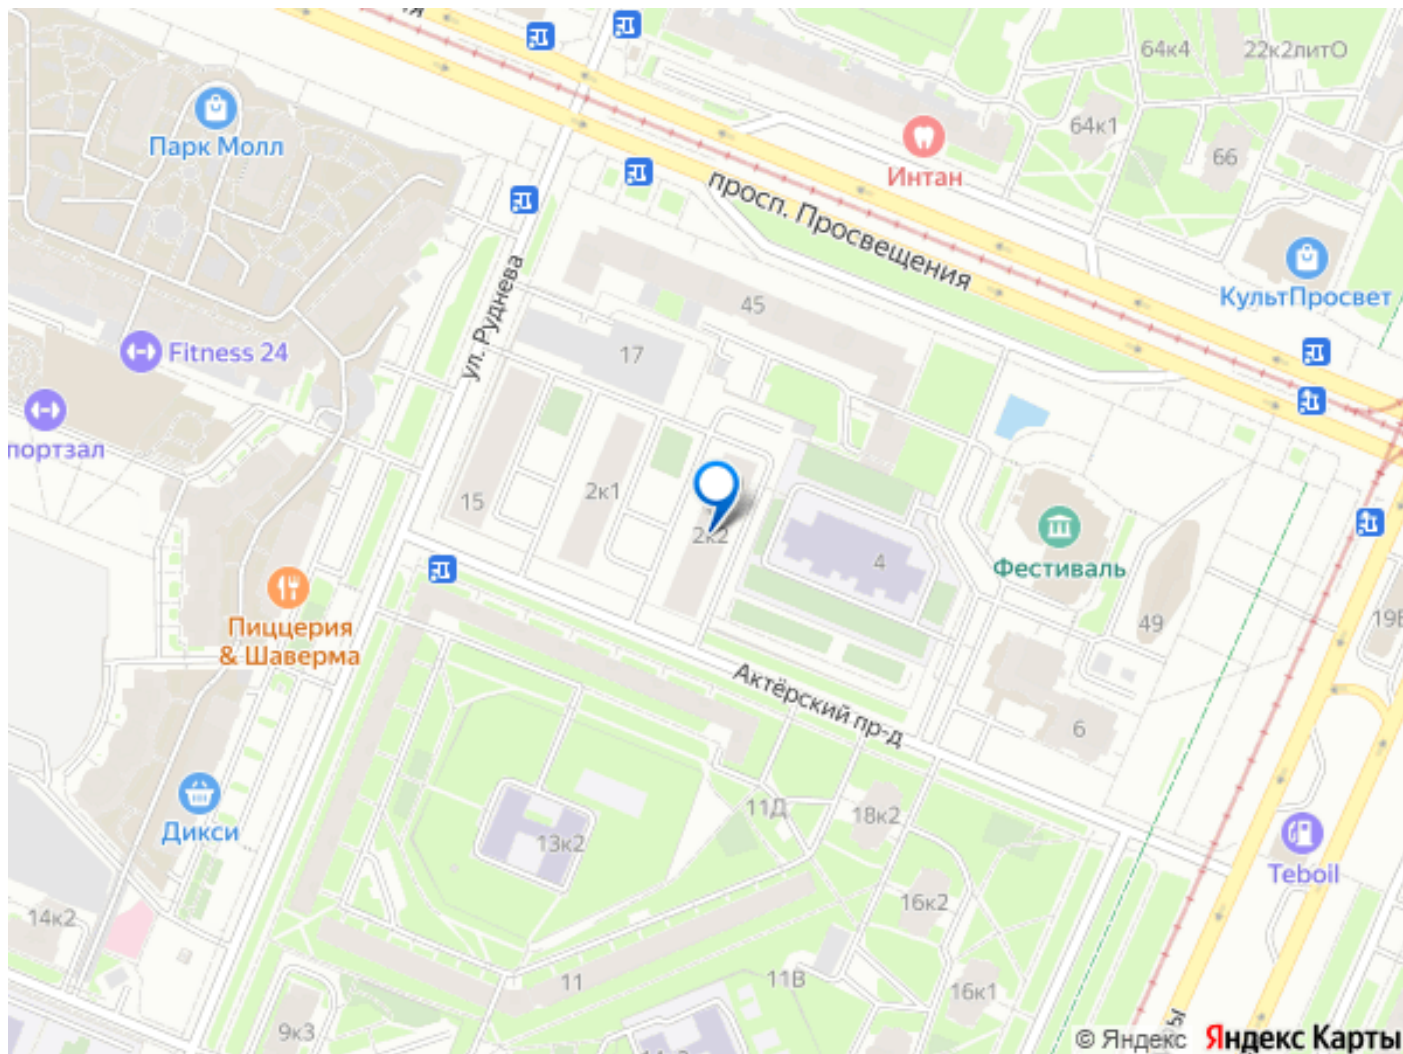 64к4
22к2литО
Парк Молл
64к1
66
Интан
просп. Просвещения
КультПросвет
ул. Руднева
45
17
Fitness 24
портзал
15
2к1
2к2
4
Фестиваль
49
19В
Пиццерия
& Шаверма
Актёрский пр-д
6
11Д
18к2
13к2
Дикси
Teboil
16к2
14к2
11
11В
16к1
9к3
© Яндекс
Яндекс Карты